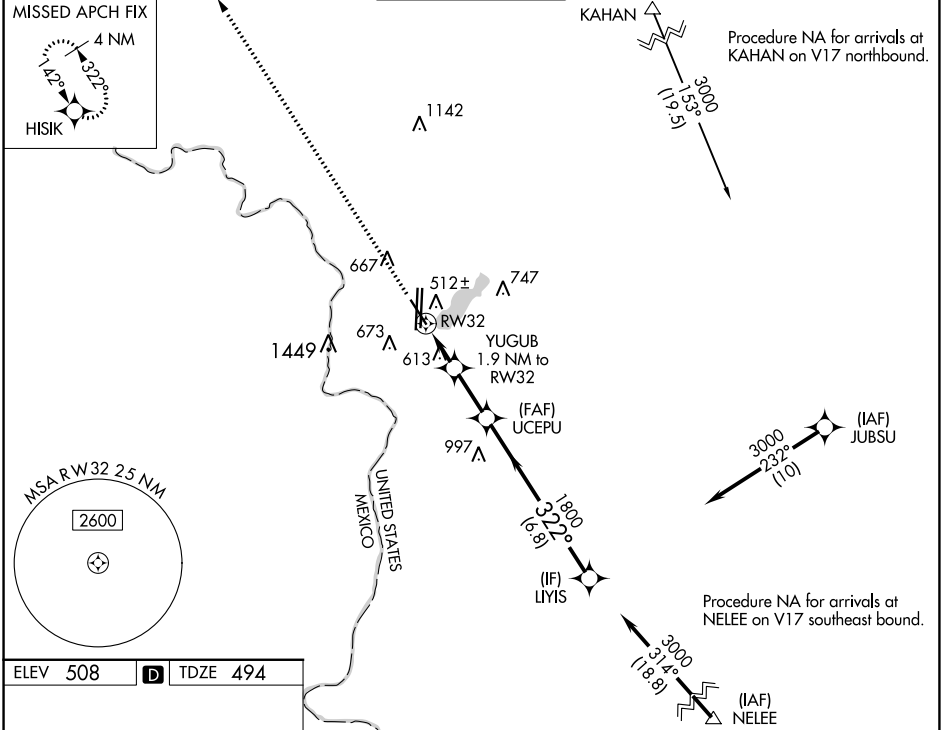 MISSED APCH FIX
4 NM
142°
322°
HISIK
KAHAN
Procedure NA for arrivals at
KAHAN on V17 northbound.
3000
153°
(19.5)
1142
667
512±
747
RW32
673
1449
613
YUGUB
1.9 NM to
RW32
(FAF)
UCEPU
997
(IAF)
JUBSU
3000
232°
(10)
UNITED STATES
MEXICO
MSA RW32 25 NM
2600
1800
322°
(6.8)
(IF)
LIYIS
Procedure NA for arrivals at
NELEE on V17 southeast bound.
3000
314°
(18.8)
(IAF)
NELEE
ELEV 508 D TDZE 494